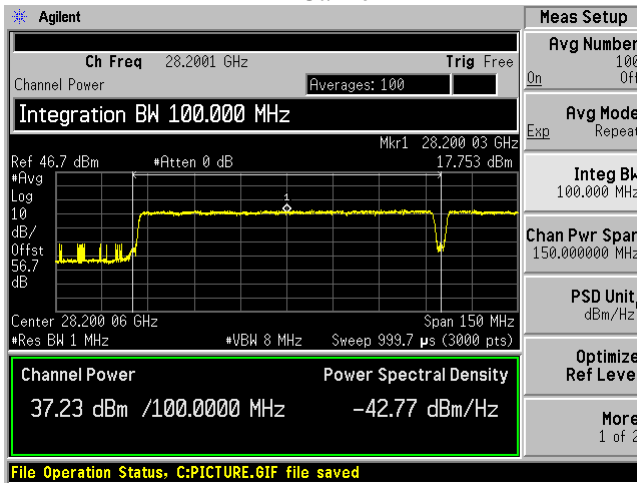 Agilent
Meas Setup
Ch Freq 28.2001 GHz Trig Free
Channel Power Averages: 100
Integration BW 100.000 MHz
Mkr1 28.200 03 GHz
Ref 46.7 dBm #Atten 0 dB 17.753 dBm
#Avg
Log
10
dB/
Offst
56.7
dB
1
Center 28.200 06 GHz Span 150 MHz
#Res BW 1 MHz #VBW 8 MHz Sweep 999.7 µs (3000 pts)
Channel Power Power Spectral Density
37.23 dBm /100.0000 MHz -42.77 dBm/Hz
File Operation Status, C:PICTURE.GIF file saved
Avg Number
100
On Off
Avg Mode
Exp Repeat
Integ BW
100.000 MHz
Chan Pwr Span
150.000000 MHz
PSD Unit
dBm/Hz
Optimize
Ref Level
More
1 of 2